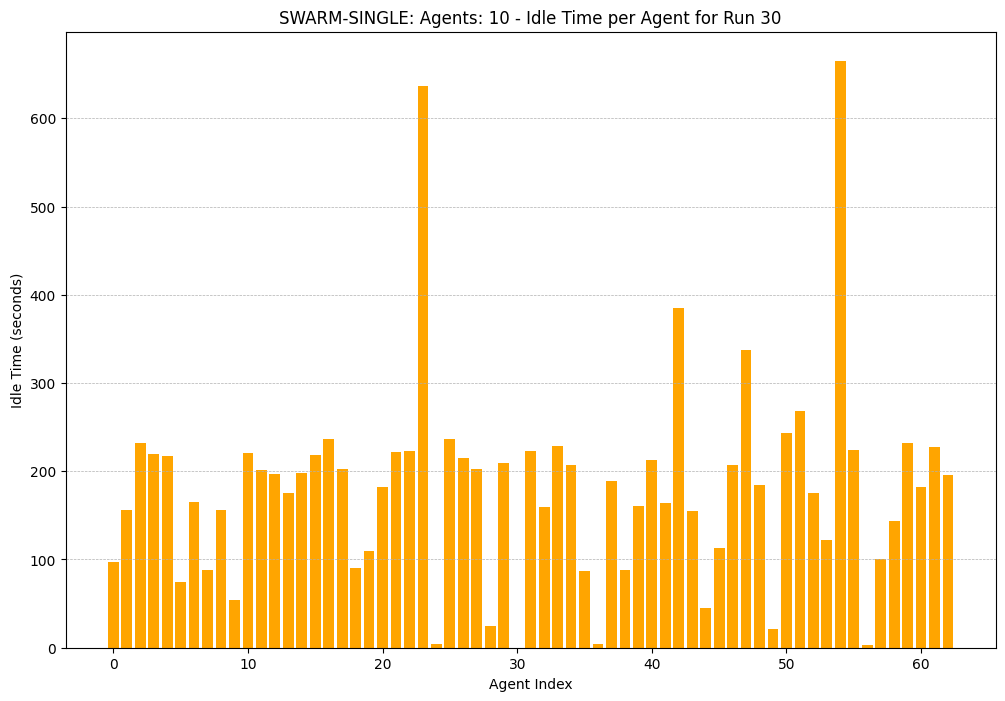 SWARM-SINGLE: Agents: 10 - Idle Time per Agent for Run 30
Idle Time (seconds)
600
500
400
300
200
100
0
0 10 20 30 40 50 60
Agent Index